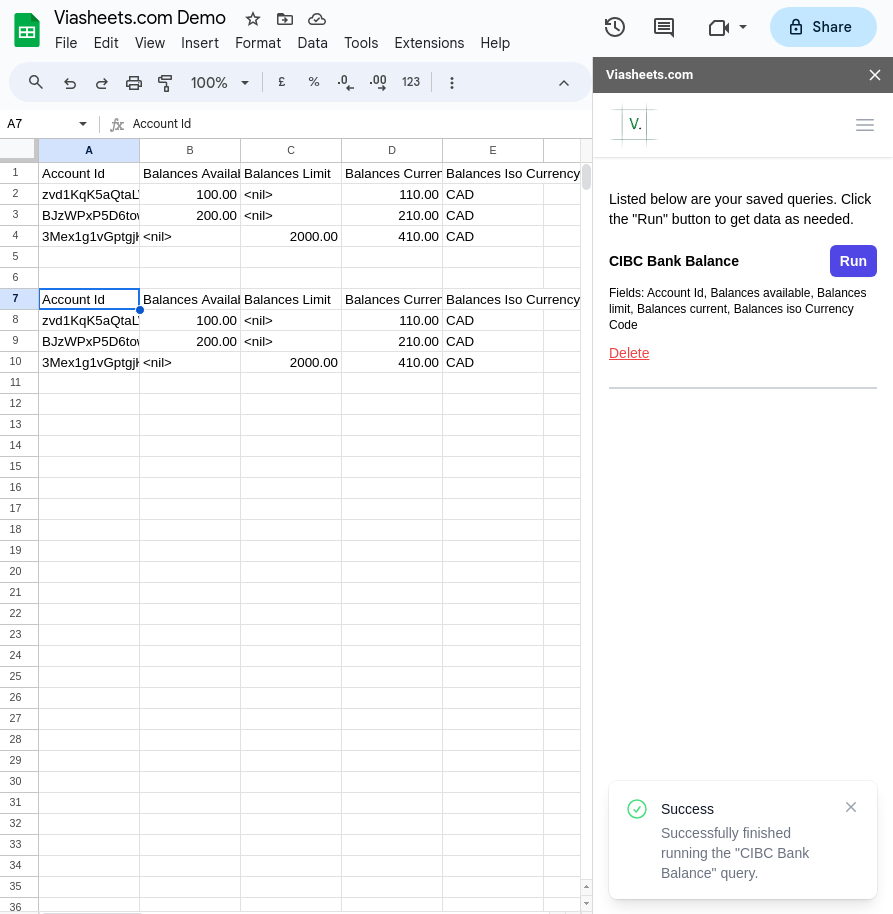 Viasheets.com Demo
File Edit View Insert Format Data Tools Extensions Help
Share
100% £ % .0 .00 123
A7 fx Account Id
A B C D E
1 Account Id Balances Availal Balances Limit Balances Curren Balances Iso Currency
2 100.00 <nil> 110.00 CAD
3 200.00 <nil> 210.00 CAD
4 <nil> 2000.00 410.00 CAD
5
6
7 Account Id Balances Availal Balances Limit Balances Curren Balances Iso Currency
8 100.00 <nil> 110.00 CAD
9 200.00 <nil> 210.00 CAD
10 <nil> 2000.00 410.00 CAD
11
12
13
14
15
16
17
18
19
20
21
22
23
24
25
26
27
28
29
30
31
32
33
34
35
36
Viasheets.com
V.
Listed below are your saved queries. Click
the "Run" button to get data as needed.
CIBC Bank Balance Run
Fields: Account Id, Balances available, Balances
limit, Balances current, Balances iso Currency
Code
Delete
Success
Successfully finished
running the "CIBC Bank
Balance" query.